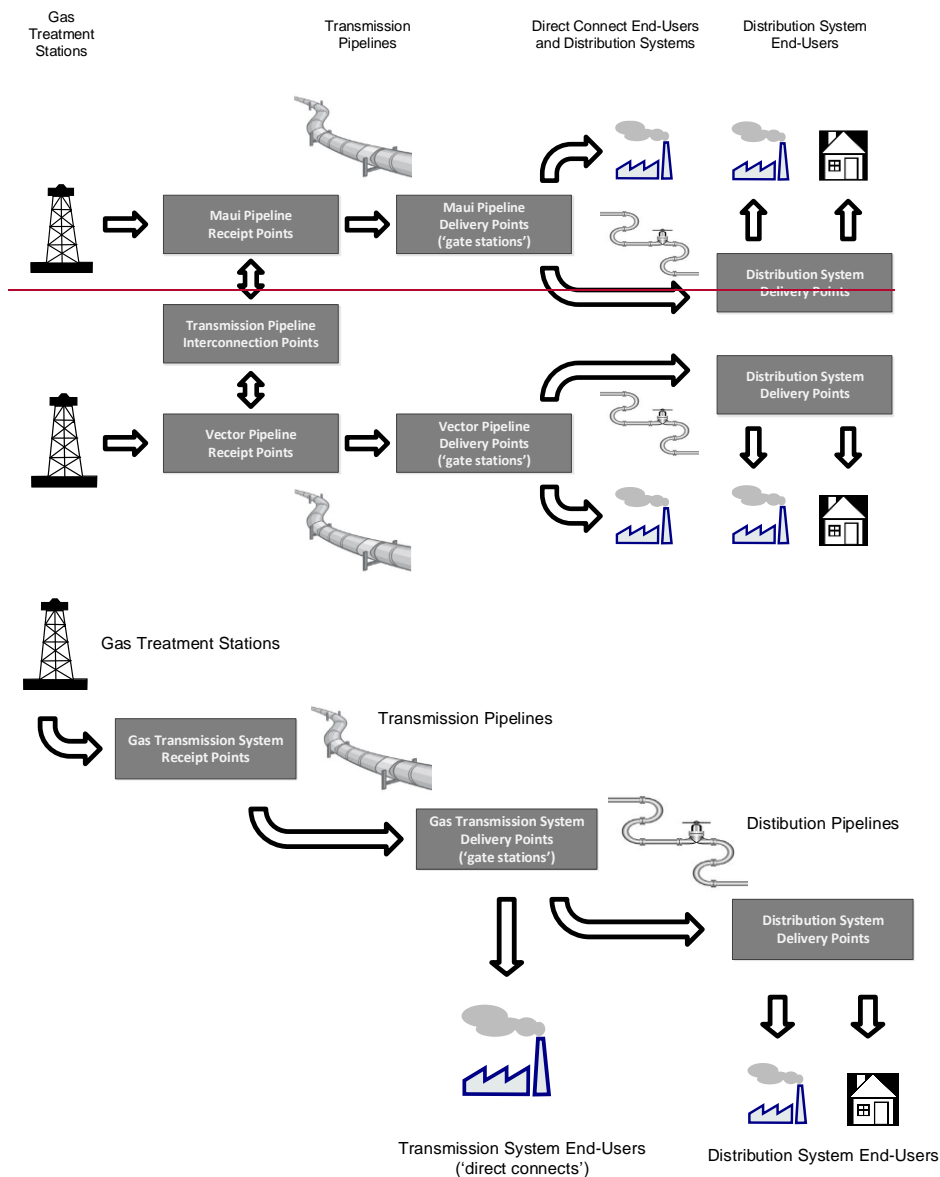 Gas
Treatment
Stations
Transmission
Pipelines
Direct Connect End-Users
and Distribution Systems
Distribution System
End-Users
Maui Pipeline
Receipt Points
Maui Pipeline
Delivery Points
('gate stations')
Distribution System
Delivery Points
Transmission Pipeline
Interconnection Points
Distribution System
Delivery Points
Vector Pipeline
Receipt Points
Vector Pipeline
Delivery Points
('gate stations')
Gas Treatment Stations
Transmission Pipelines
Gas Transmission System
Receipt Points
Gas Transmission System
Delivery Points
('gate stations')
Distibution Pipelines
Distribution System
Delivery Points
Transmission System End-Users
('direct connects')
Distribution System End-Users